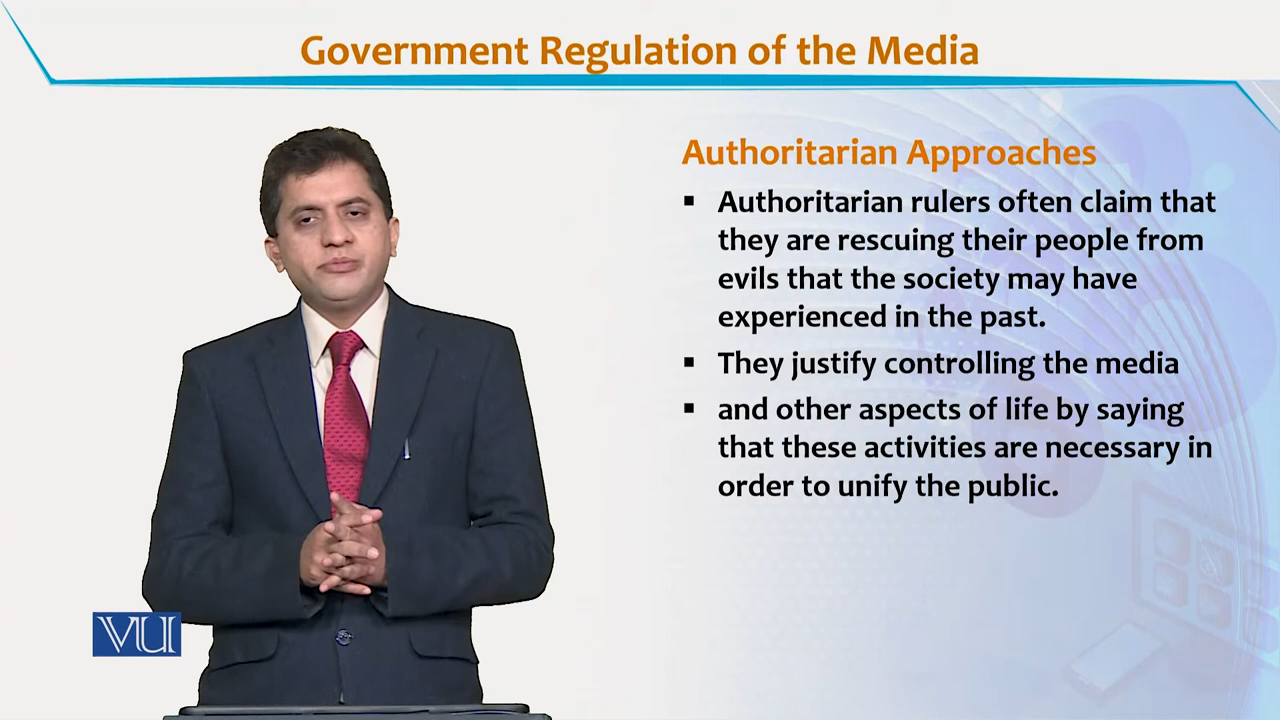 Government Regulation of the Media
Authoritarian Approaches
▪ Authoritarian rulers often claim that
they are rescuing their people from
evils that the society may have
experienced in the past.
▪ They justify controlling the media
▪ and other aspects of life by saying
that these activities are necessary in
order to unify the public.
VU